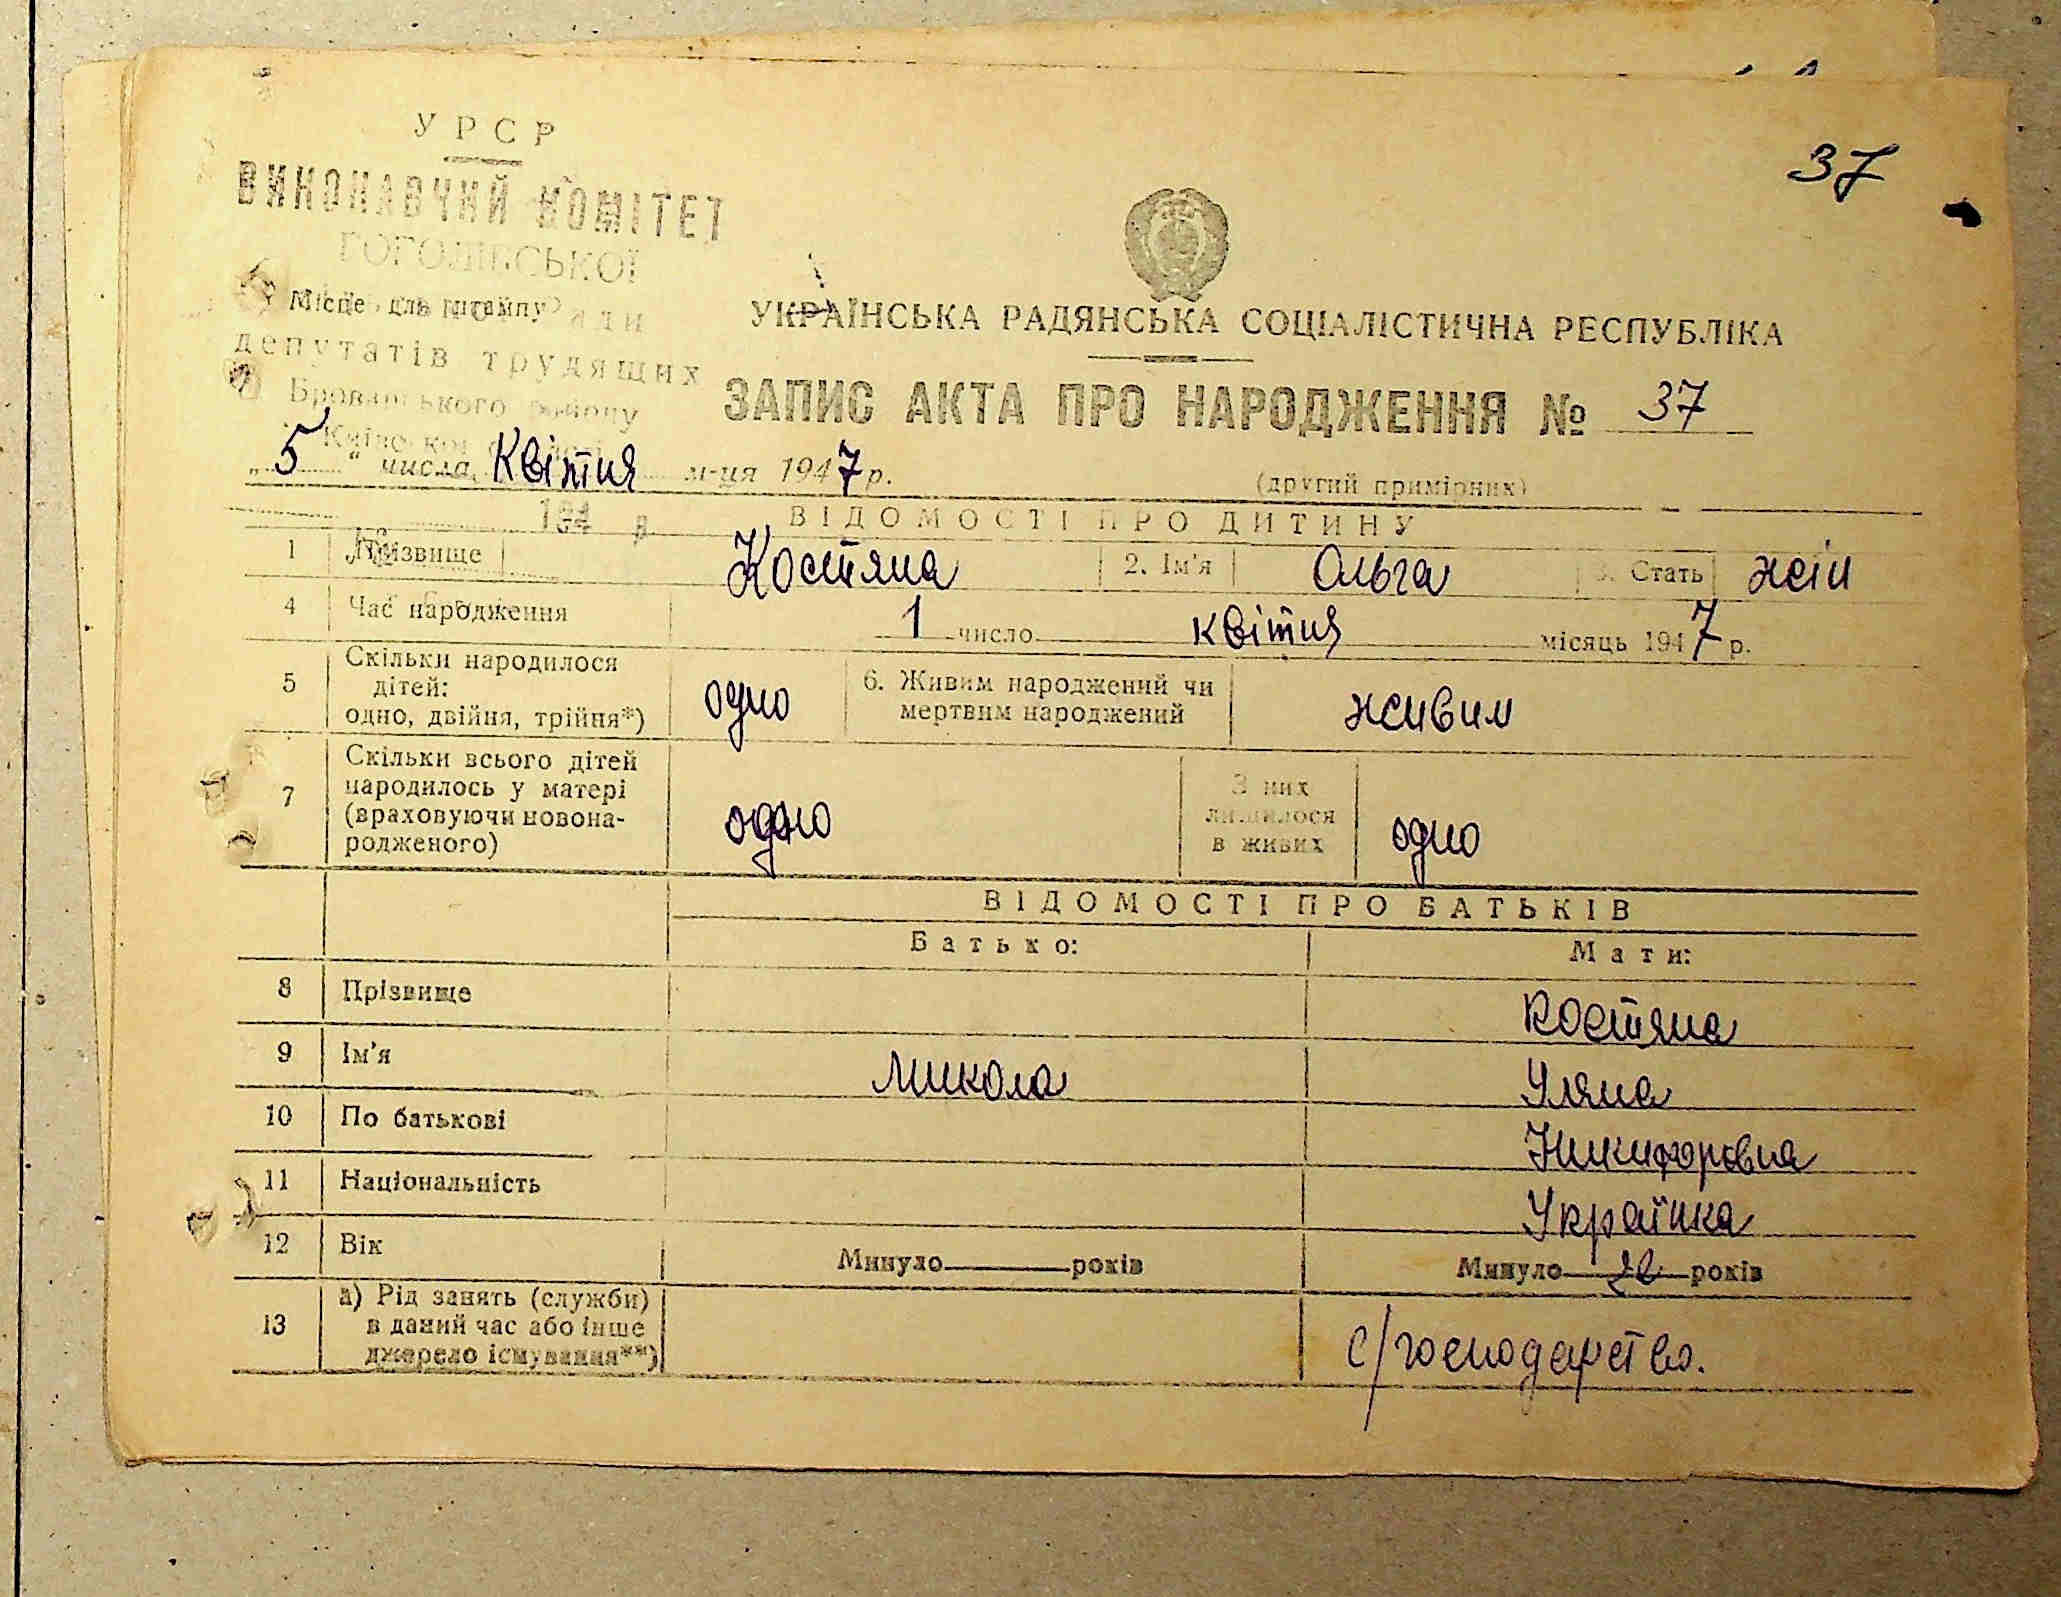 37
У Р С Р
ВИКОНАВЧИЙ КОМІТЕТ
ГОГОЛІВСЬКОЇ
Місце для штампу
депутатів трудящих
Броварського району
УКРАЇНСЬКА РАДЯНСЬКА СОЦІАЛІСТИЧНА РЕСПУБЛІКА
ЗАПИС АКТА ПРО НАРОДЖЕННЯ № 37
„5“ числа Квітня м-ця 1947 р.
(другий примірник)
194 р
ВІДОМОСТІ ПРО ДИТИНУ
1 Прізвище Костяна 2. Ім'я Ольга 3. Стать жін
4 Час народження 1 число квітня місяць 1947 р.
5 Скільки народилося
дітей:
одно, двійня, трійня*) одно 6. Живим народжений чи
мертвим народжений живим
7 Скільки всього дітей
народилось у матері
(враховуючи новона-
родженого) одно З них
лишилося
в живих одно
ВІДОМОСТІ ПРО БАТЬКІВ
Батько: Мати:
8 Прізвище Костяна
9 Ім'я Микола Уляна
10 По батькові Никифоровна
11 Національність Українка
12 Вік Минуло років Минуло років
13 а) Рід занять (служби)
в даний час або інше
джерело існування**) с/господарство.